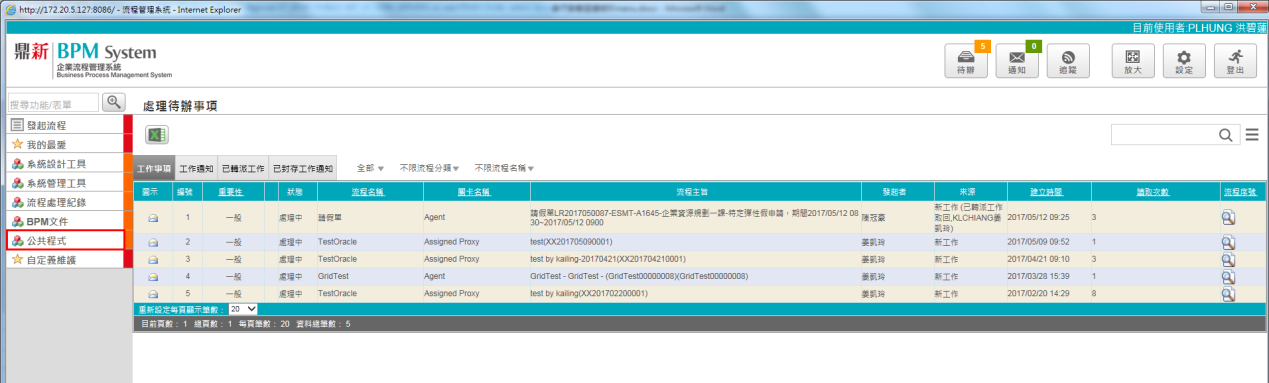 http://172.20.5.127:8086/ - 流程管理系統 - Internet Explorer
目前使用者:PLHUNG 洪碧蓮
鼎新 BPM System
企業流程管理系統
Business Process Management System
5
0
待辦 通知 追蹤 放大 設定 登出
搜尋功能/表單
處理待辦事項
發起流程
我的最愛
系統設計工具
系統管理工具
流程處理紀錄
BPM文件
公共程式
自定義維護
工作事項 工作通知 已轉派工作 已封存工作通知 全部 ▼ 不限流程分類▼ 不限流程名稱▼
圖示 編號 重要性 狀態 流程名稱 關卡名稱 流程主旨 發起者 來源 建立時間 讀取次數 流程序號
1 一般 處理中 請假單 Agent 請假單LR2017050087-ESMT-A1645-企業資源規劃一課-特定彈性假申請，期間2017/05/12 0830~2017/05/12 0900 陳冠豪 新工作 (已轉派工作取回,KLCHIANG姜凱玲) 2017/05/12 09:25 3
2 一般 處理中 TestOracle Assigned Proxy test(XX201705090001) 姜凱玲 新工作 2017/05/09 09:52 1
3 一般 處理中 TestOracle Assigned Proxy test by kailing-20170421(XX201704210001) 姜凱玲 新工作 2017/04/21 09:10 3
4 一般 處理中 GridTest Agent GridTest - GridTest - (GridTest00000008)(GridTest00000008) 姜凱玲 新工作 2017/03/28 15:39 1
5 一般 處理中 TestOracle Assigned Proxy test by kailing(XX201702200001) 姜凱玲 新工作 2017/02/20 14:29 8
重新設定每頁顯示筆數： 20
目前頁數： 1 總頁數： 1 每頁筆數： 20 資料總筆數： 5